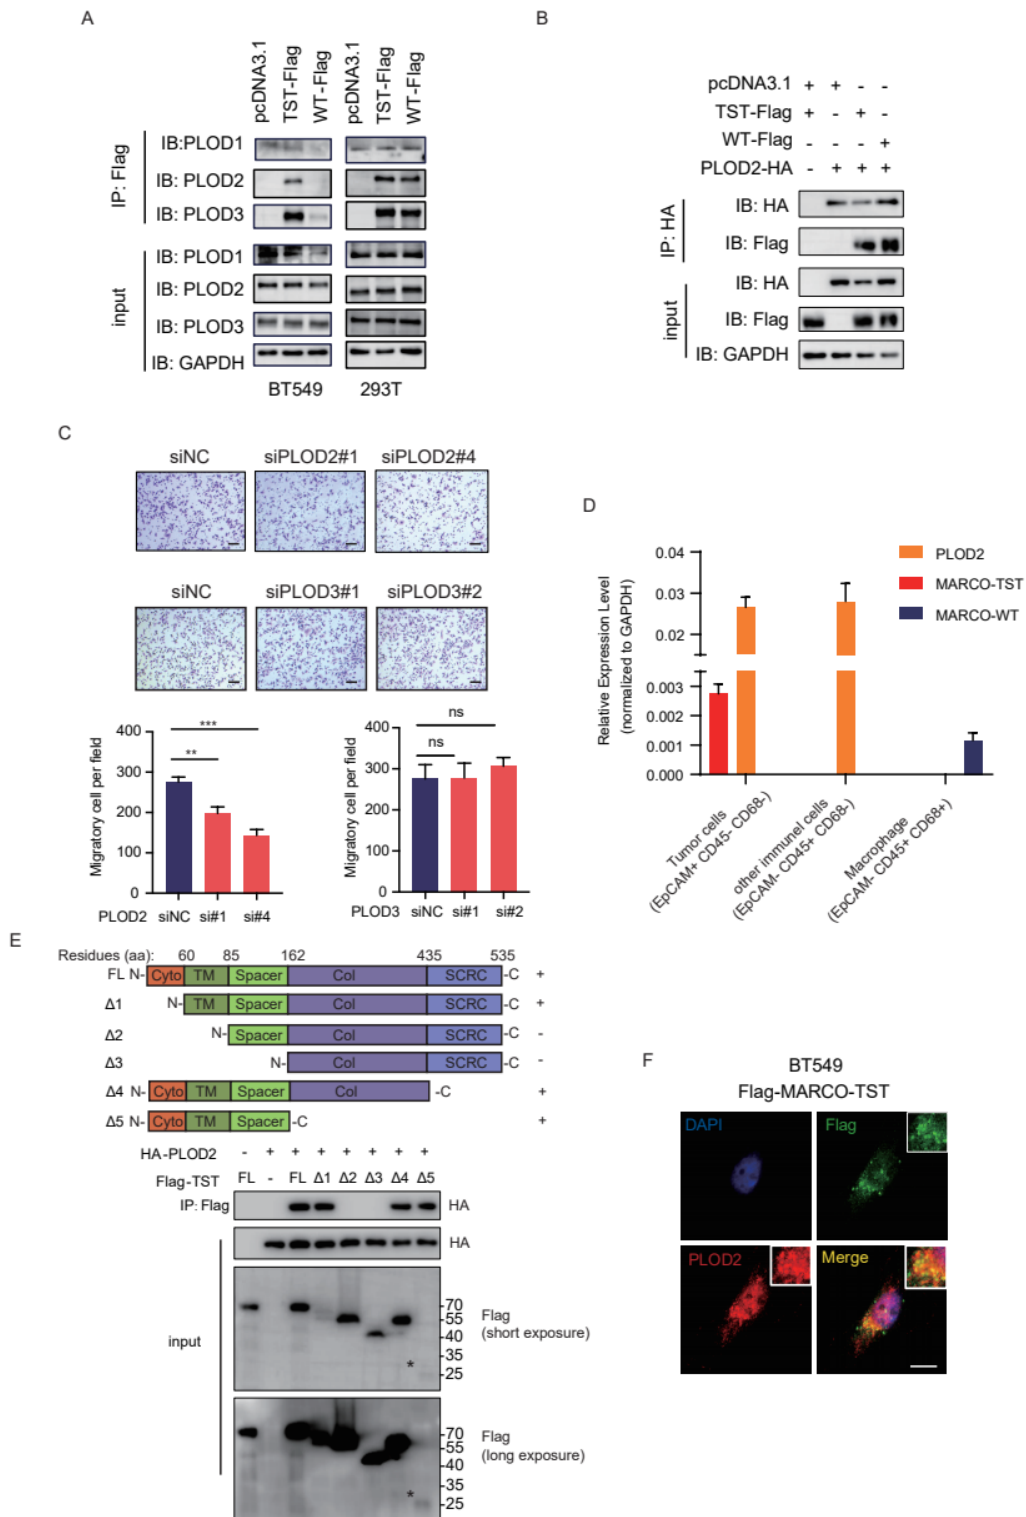 A
pcDNA3.1
TST-Flag
WT-Flag
pcDNA3.1
TST-Flag
WT-Flag
IP: Flag
IB:PLOD1
IB: PLOD2
IB: PLOD3
input
IB: PLOD1
IB: PLOD2
IB: PLOD3
IB: GAPDH
BT549 293T
B
pcDNA3.1 + + - -
TST-Flag + - + -
WT-Flag - - - +
PLOD2-HA - + + +
IP: HA
IB: HA
IB: Flag
input
IB: HA
IB: Flag
IB: GAPDH
C
siNC siPLOD2#1 siPLOD2#4
siNC siPLOD3#1 siPLOD3#2
Migratory cell per field
400
300
200
100
0
***
**
PLOD2 siNC si#1 si#4
Migratory cell per field
400
300
200
100
0
ns
ns
PLOD3 siNC si#1 si#2
D
Relative Expression Level
(normalized to GAPDH)
0.04
0.03
0.02
0.003
0.002
0.001
0.000
PLOD2
MARCO-TST
MARCO-WT
Tumor cells
(EpCAM+ CD45- CD68-)
other immunel cells
(EpCAM- CD45+ CD68-)
Macrophage
(EpCAM- CD45+ CD68+)
E
Residues (aa): 60 85 162 435 535
FL N- Cyto TM Spacer Col SCRC -C +
Δ1 N- TM Spacer Col SCRC -C +
Δ2 N- Spacer Col SCRC -C -
Δ3 N- Col SCRC -C -
Δ4 N- Cyto TM Spacer Col -C +
Δ5 N- Cyto TM Spacer -C +
HA-PLOD2 - + + + + + + +
Flag-TST FL - FL Δ1 Δ2 Δ3 Δ4 Δ5
IP: Flag HA
HA
input
-70
-55
-40
-35
-25
*
Flag
(short exposure)
-70
-55
-40
-35
-25
*
Flag
(long exposure)
F
BT549
Flag-MARCO-TST
DAPI
Flag
PLOD2
Merge